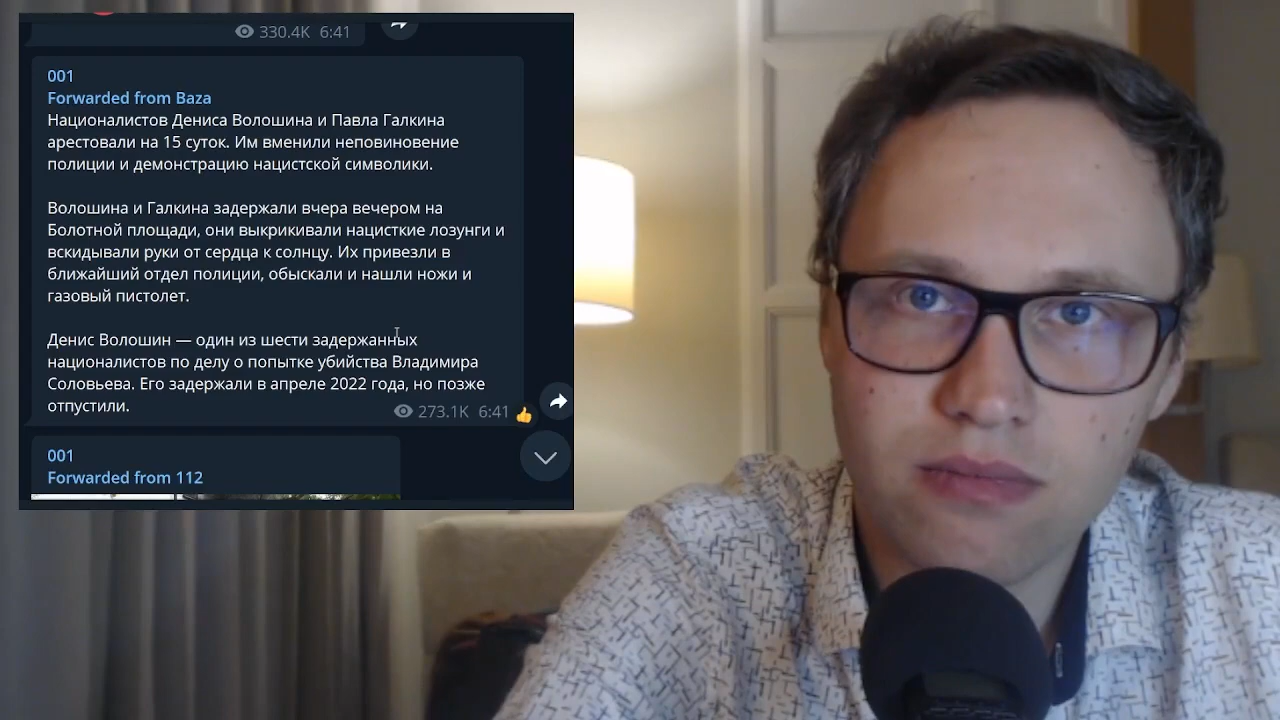 330.4K 6:41
001
Forwarded from Baza
Националистов Дениса Волошина и Павла Галкина
арестовали на 15 суток. Им вменили неповиновение
полиции и демонстрацию нацистской символики.
Волошина и Галкина задержали вчера вечером на
Болотной площади, они выкрикивали нацисткие лозунги и
вскидывали руки от сердца к солнцу. Их привезли в
ближайший отдел полиции, обыскали и нашли ножи и
газовый пистолет.
Денис Волошин — один из шести задержанных
националистов по делу о попытке убийства Владимира
Соловьева. Его задержали в апреле 2022 года, но позже
отпустили.
273.1K 6:41
001
Forwarded from 112